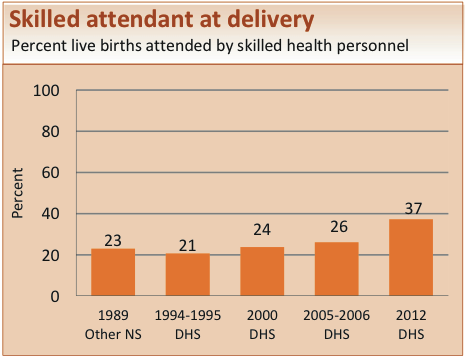 Skilled attendant at delivery
Percent live births attended by skilled health personnel
Percent
100
80
60
40
20
0
23
21
24
26
37
1989
Other NS
1994-1995
DHS
2000
DHS
2005-2006
DHS
2012
DHS